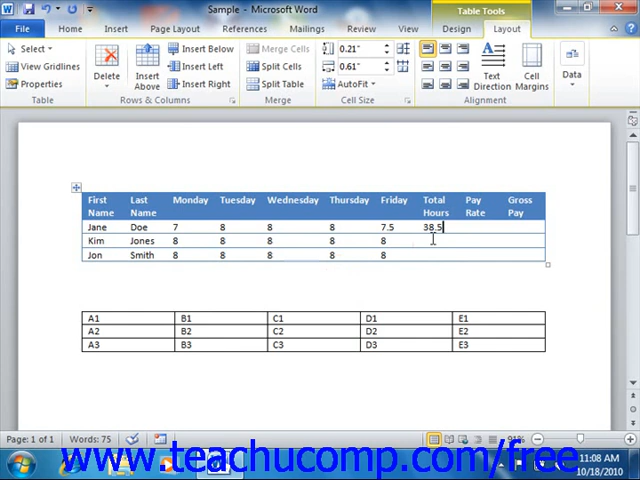 Sample - Microsoft Word
Table Tools
File Home Insert Page Layout References Mailings Review View Design Layout
Select
View Gridlines
Properties
Table
Delete
Insert Above
Insert Below
Insert Left
Insert Right
Rows & Columns
Merge Cells
Split Cells
Split Table
Merge
0.21"
0.61"
AutoFit
Cell Size
Text Direction
Cell Margins
Alignment
Data
First Name Last Name Monday Tuesday Wednesday Thursday Friday Total Hours Pay Rate Gross Pay
Jane Doe 7 8 8 8 7.5 38.5
Kim Jones 8 8 8 8 8
Jon Smith 8 8 8 8 8
A1 B1 C1 D1 E1
A2 B2 C2 D2 E2
A3 B3 C3 D3 E3
Page: 1 of 1 Words: 75 91%
www.teachucomp.com/free
11:08 AM
10/18/2010